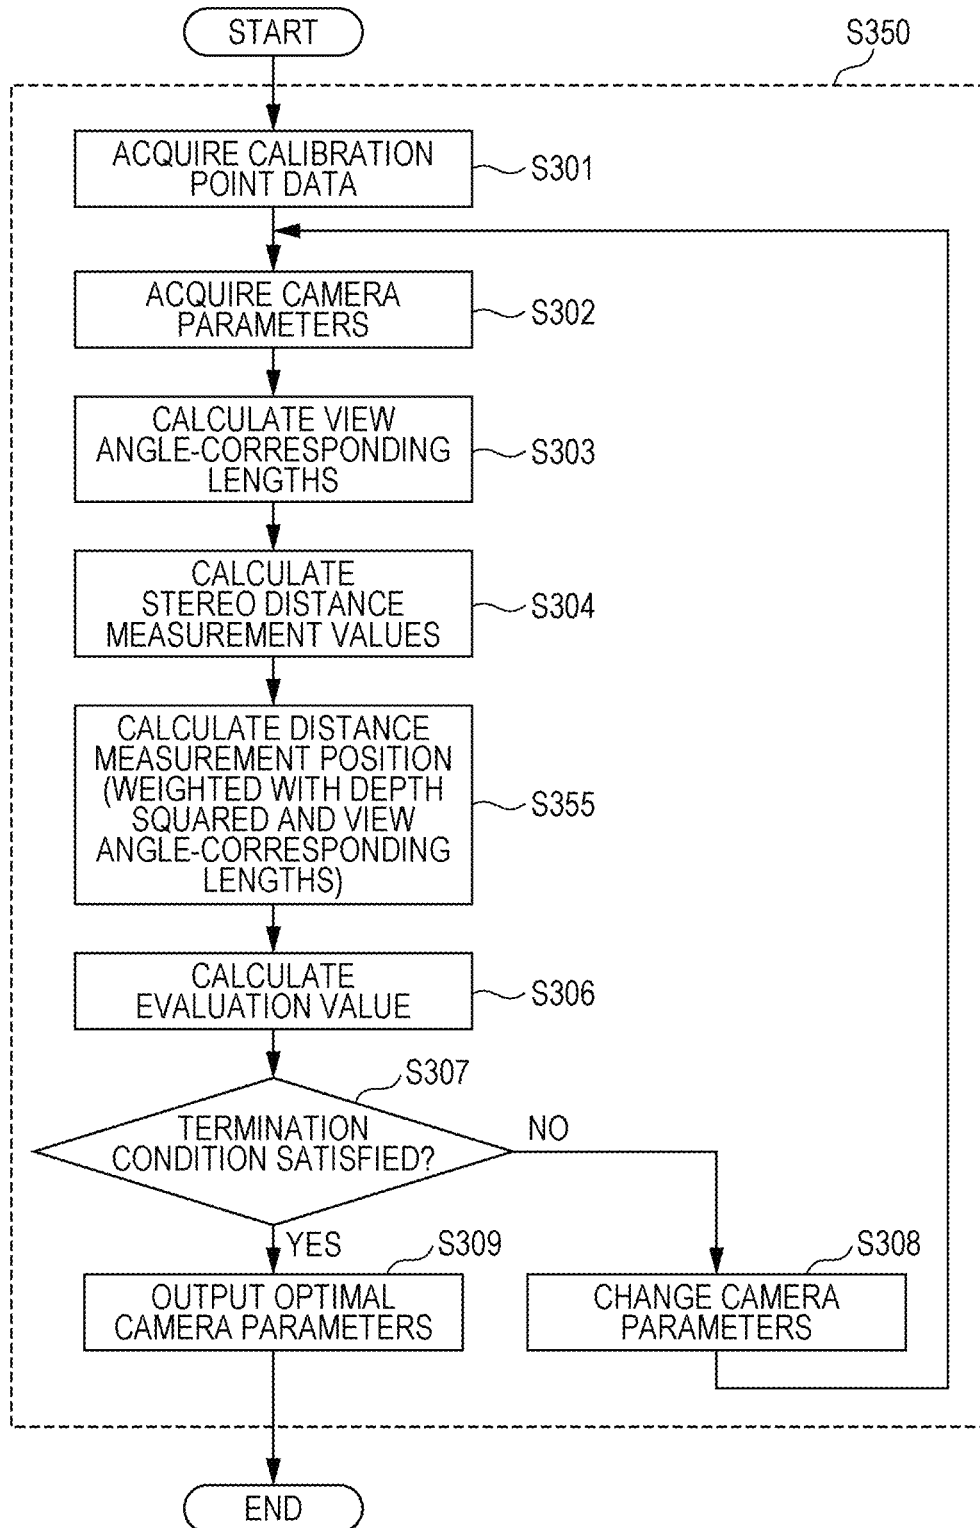 START
S350
ACQUIRE CALIBRATION
POINT DATA
S301
ACQUIRE CAMERA
PARAMETERS
S302
CALCULATE VIEW
ANGLE-CORRESPONDING
LENGTHS
S303
CALCULATE
STEREO DISTANCE
MEASUREMENT VALUES
S304
CALCULATE DISTANCE
MEASUREMENT POSITION
(WEIGHTED WITH DEPTH
SQUARED AND VIEW
ANGLE-CORRESPONDING
LENGTHS)
S355
CALCULATE
EVALUATION VALUE
S306
S307
TERMINATION
CONDITION SATISFIED?
NO
YES
S309
OUTPUT OPTIMAL
CAMERA PARAMETERS
S308
CHANGE CAMERA
PARAMETERS
END